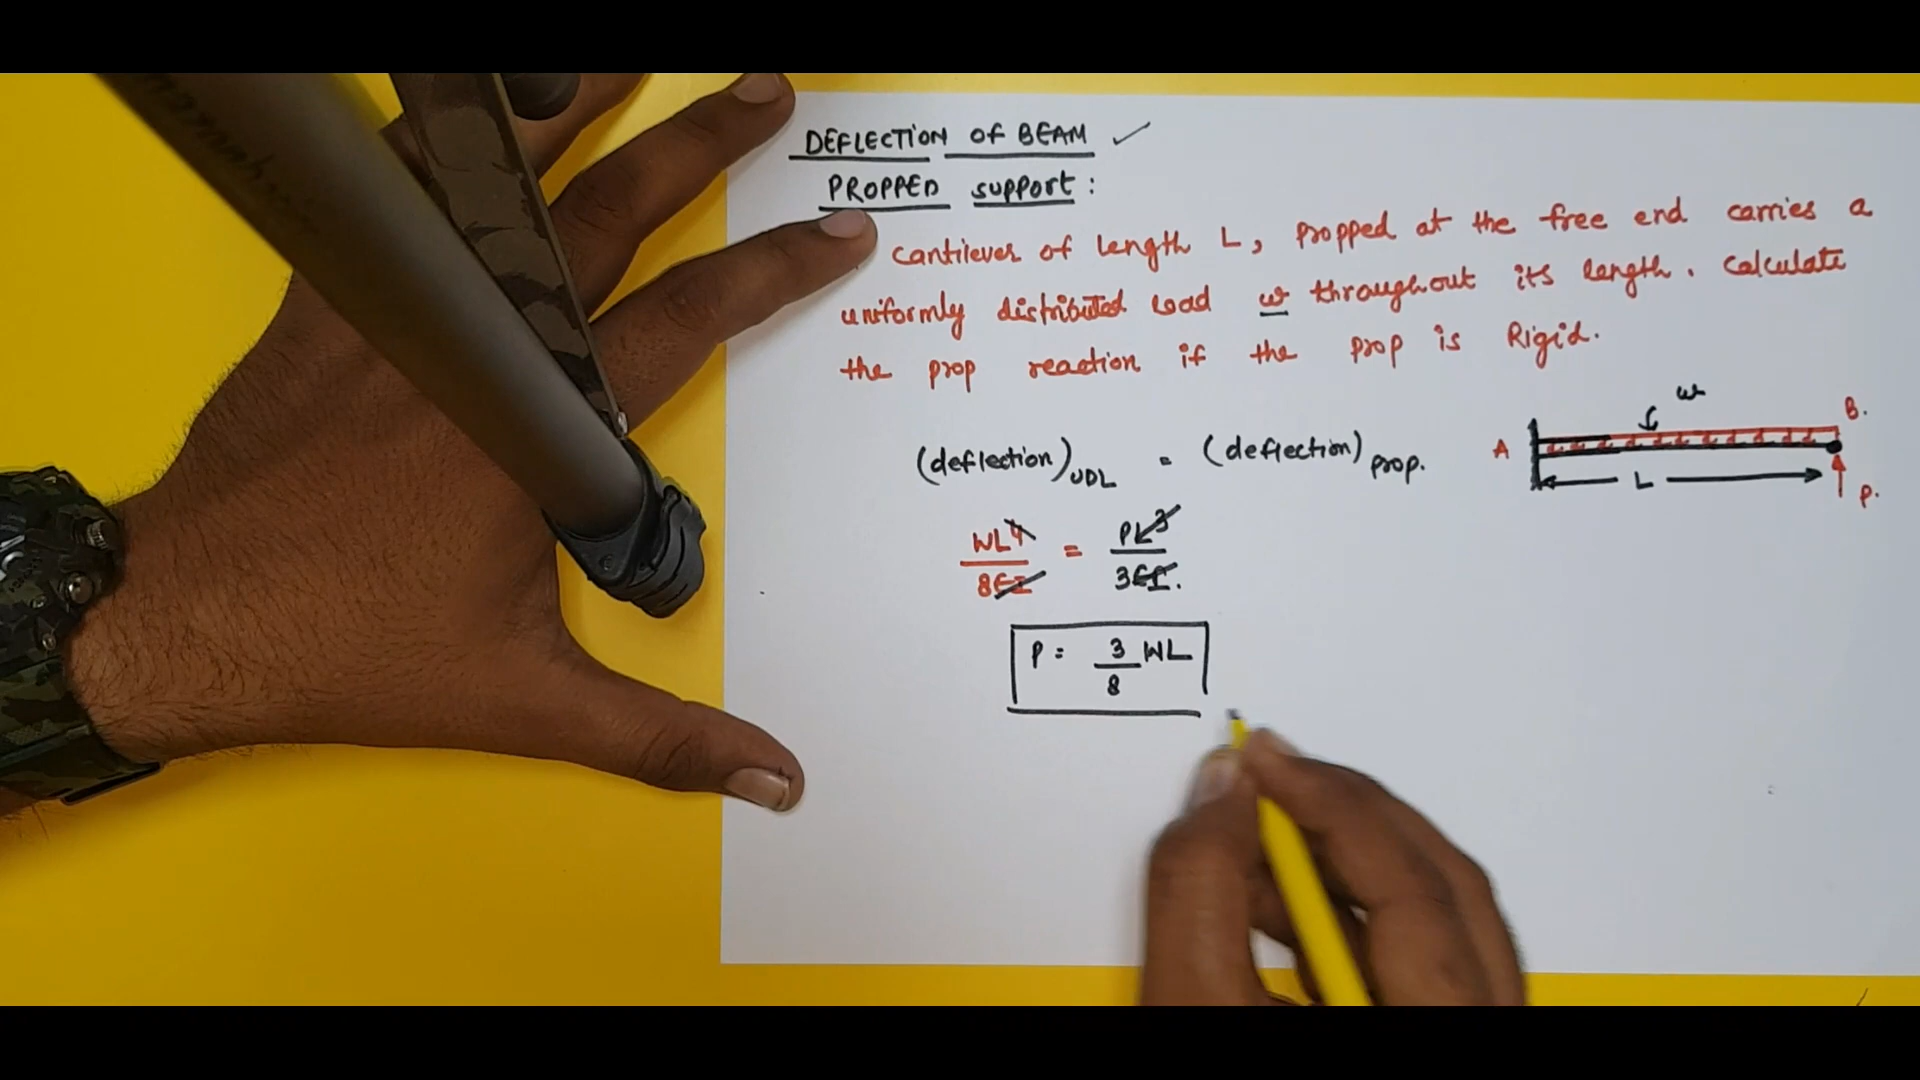 DEFLECTION OF BEAM ✓
PROPPED support:
cantilever of length L, propped at the free end carries a
uniformly distributed load w throughout its length. Calculate
the prop reaction if the prop is Rigid.
(deflection)UDL = (deflection)prop.
w
A
B.
L
P.
WL4 / 8EI = PL3 / 3EI.
P = 3/8 WL